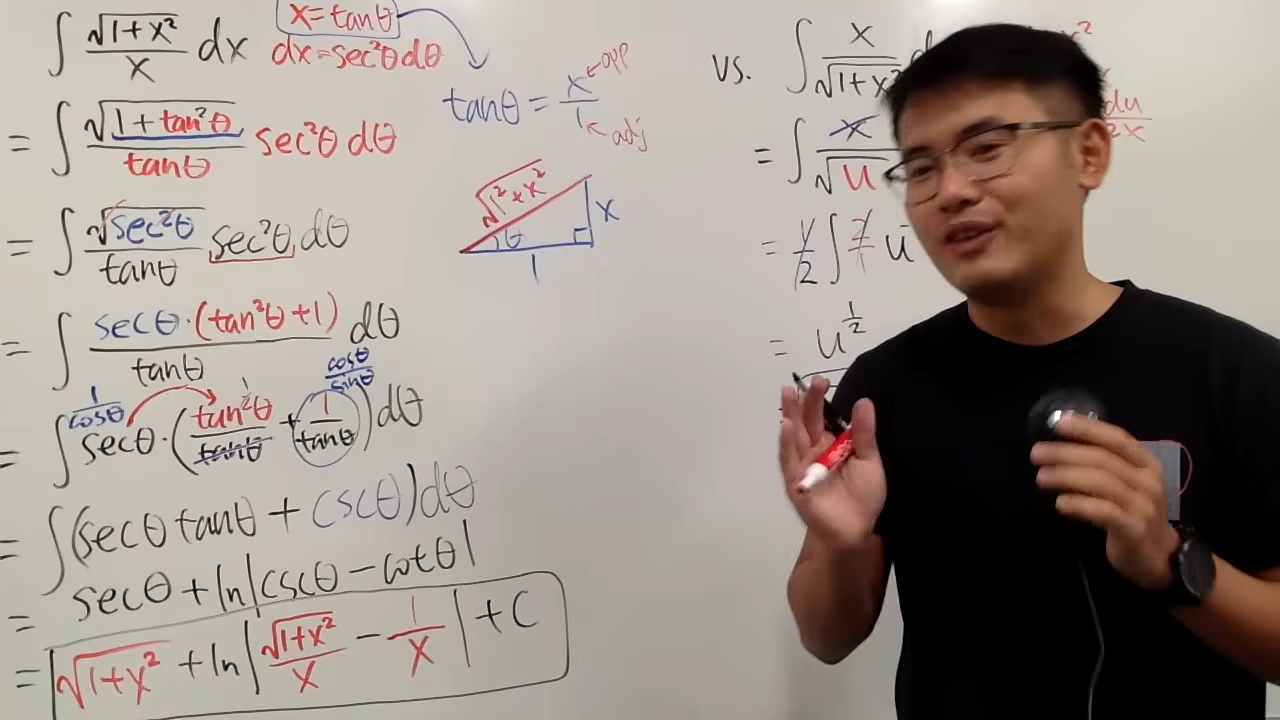 ∫ √(1+x²)/x dx   x = tanθ
dx = sec²θ dθ
= ∫ √(1+tan²θ)/tanθ sec²θ dθ
= ∫ √(sec²θ)/tanθ sec²θ dθ
= ∫ secθ·(tan²θ+1)/tanθ dθ
1/cosθ   cosθ/sinθ
= ∫ secθ·(tan²θ/tanθ + 1/tanθ) dθ
= ∫(secθ tanθ + cscθ)dθ
= secθ + ln|cscθ − cotθ|
= √(1+x²) + ln|√(1+x²)/x − 1/x| + C
tanθ = x/1
←opp
↖adj
√(1²+x²)
θ
x
1
vs. ∫ x/√(1+x²)
x²
du/2x
= ∫ x/√u
= 1/2 ∫ u
= u^(1/2)